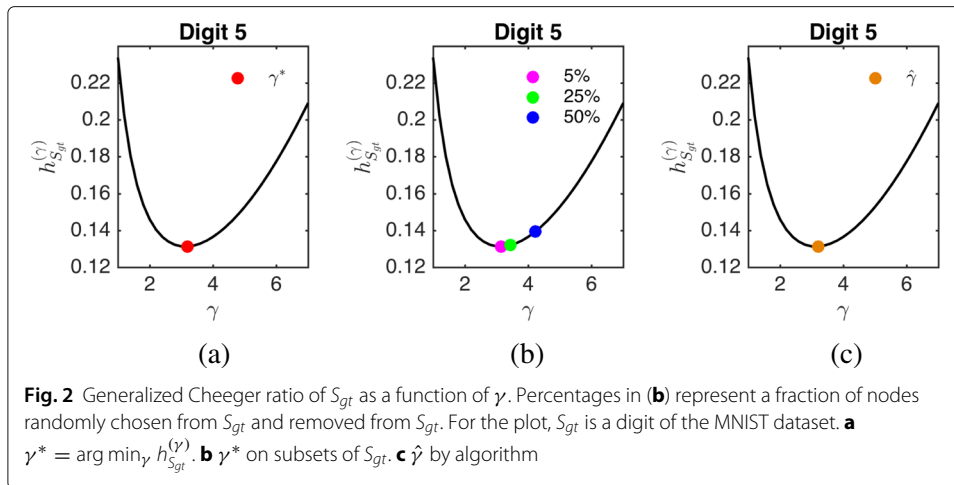 Digit 5
0.22
0.2
0.18
0.16
0.14
0.12
h_{S_{gt}}^{(γ)}
γ*
2 4 6
γ
(a)
Digit 5
0.22
0.2
0.18
0.16
0.14
0.12
h_{S_{gt}}^{(γ)}
5%
25%
50%
2 4 6
γ
(b)
Digit 5
0.22
0.2
0.18
0.16
0.14
0.12
h_{S_{gt}}^{(γ)}
γ̂
2 4 6
γ
(c)
Fig. 2 Generalized Cheeger ratio of S_{gt} as a function of γ. Percentages in (b) represent a fraction of nodes
randomly chosen from S_{gt} and removed from S_{gt}. For the plot, S_{gt} is a digit of the MNIST dataset. a
γ* = arg min_γ h_{S_{gt}}^{(γ)}. b γ* on subsets of S_{gt}. c γ̂ by algorithm